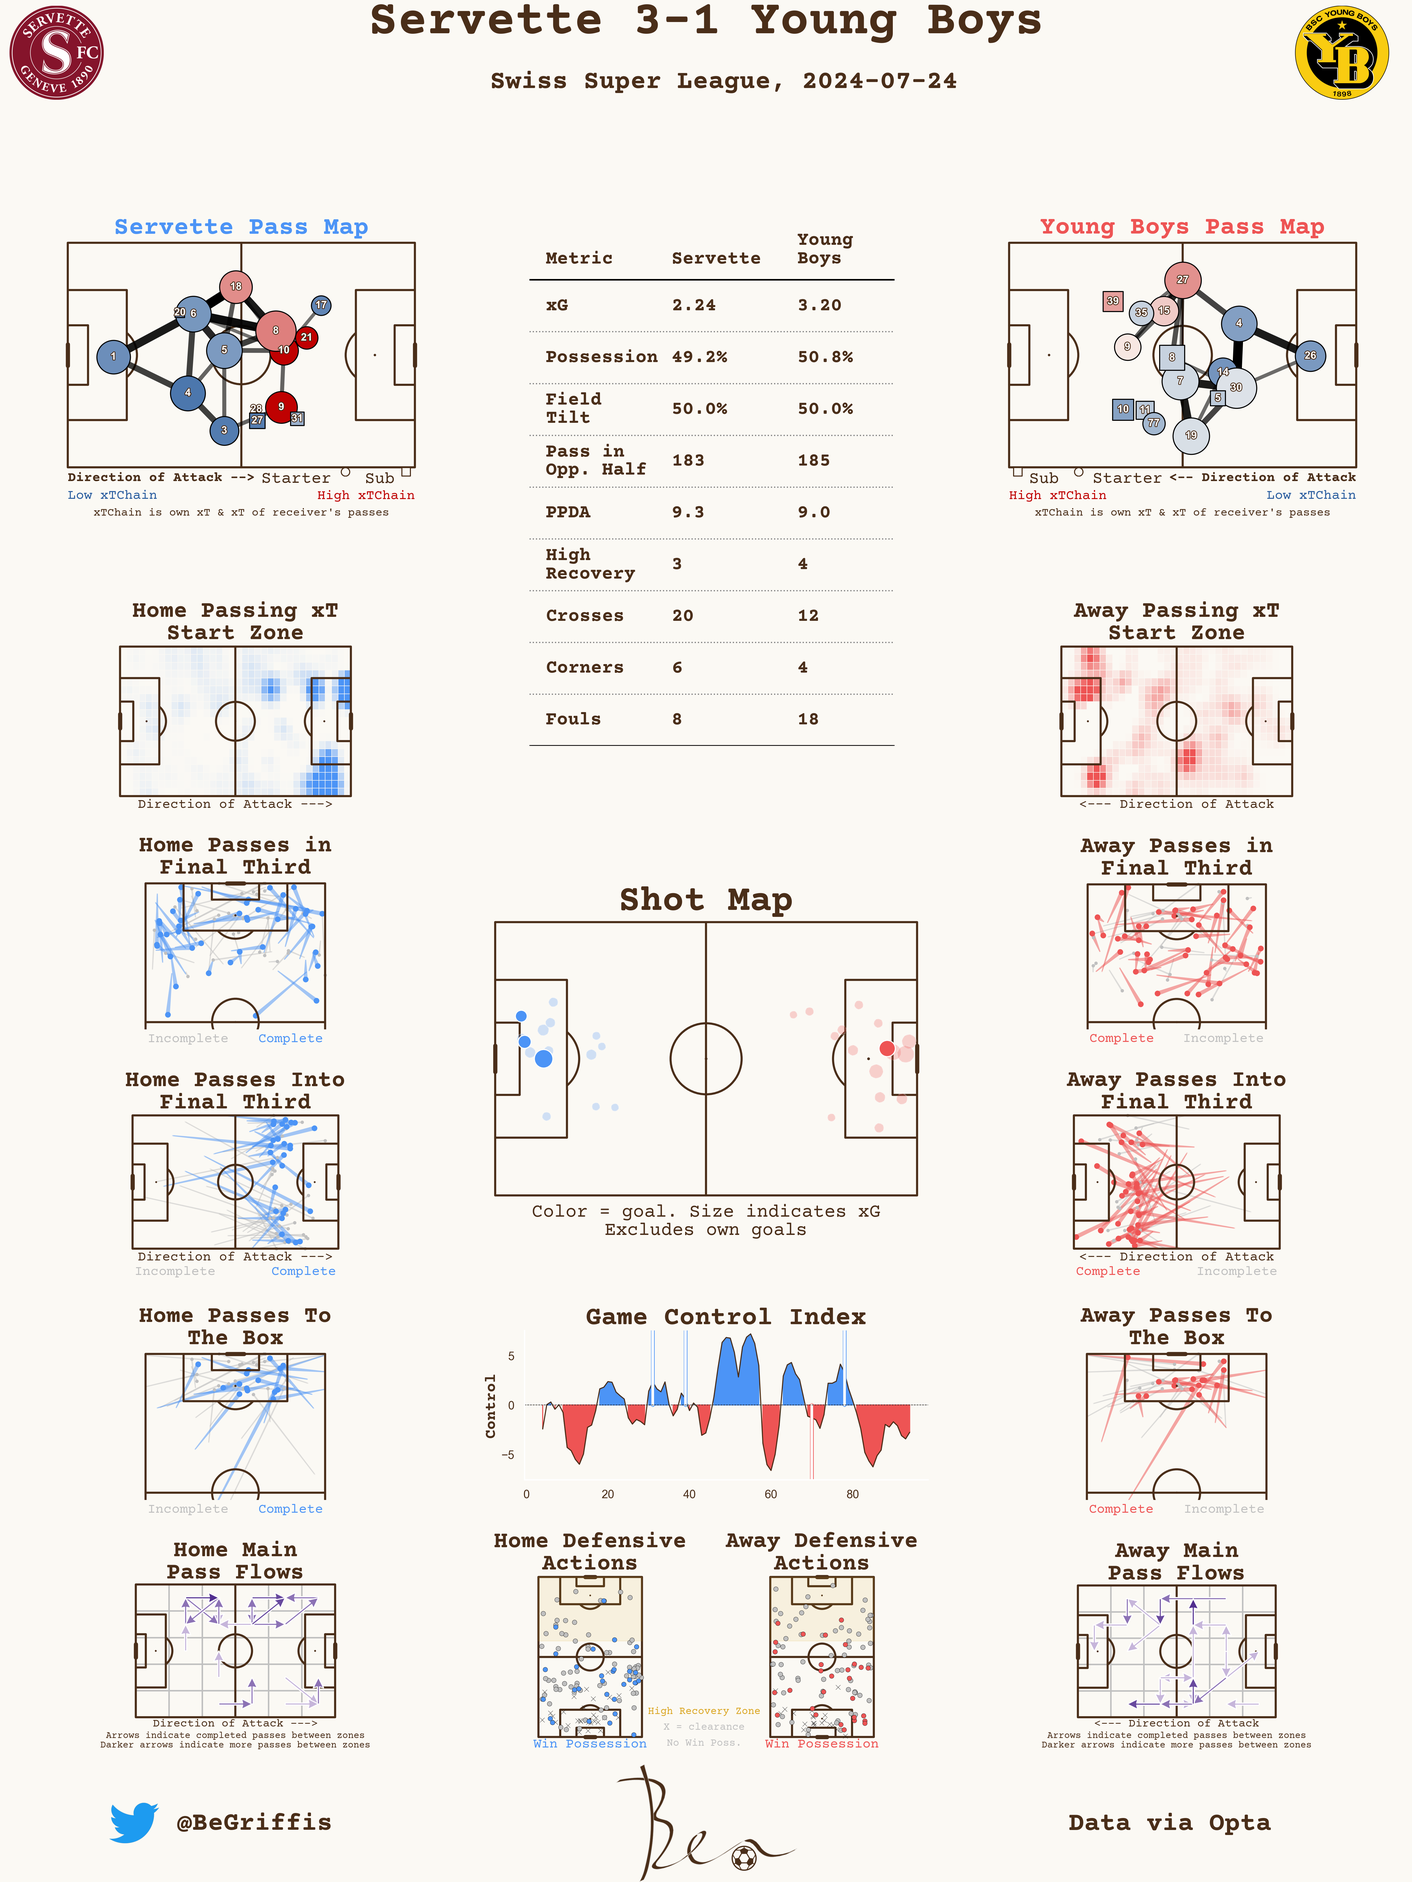 Servette 3-1 Young Boys
Swiss Super League, 2024-07-24
SERVETTE
FC
GENEVE 1890
BSC YOUNG BOYS
YB
1898
Servette Pass Map
18
17
20
6
8
21
1
5
10
4
28
9
27
31
3
Direction of Attack --> Starter Sub
Low xTChain High xTChain
xTChain is own xT & xT of receiver's passes
Metric Servette Young Boys
xG 2.24 3.20
Possession 49.2% 50.8%
Field Tilt 50.0% 50.0%
Pass in Opp. Half 183 185
PPDA 9.3 9.0
High Recovery 3 4
Crosses 20 12
Corners 6 4
Fouls 8 18
Young Boys Pass Map
27
39
35
15
4
9
8
26
14
7
30
5
10
11
77
19
Sub Starter <-- Direction of Attack
High xTChain Low xTChain
xTChain is own xT & xT of receiver's passes
Home Passing xT
Start Zone
Direction of Attack --->
Away Passing xT
Start Zone
<--- Direction of Attack
Home Passes in
Final Third
Incomplete Complete
Away Passes in
Final Third
Complete Incomplete
Shot Map
Color = goal. Size indicates xG
Excludes own goals
Home Passes Into
Final Third
Direction of Attack --->
Incomplete Complete
Away Passes Into
Final Third
<--- Direction of Attack
Complete Incomplete
Home Passes To
The Box
Incomplete Complete
Game Control Index
Control
5
0
−5
0 20 40 60 80
Away Passes To
The Box
Complete Incomplete
Home Main
Pass Flows
Direction of Attack --->
Arrows indicate completed passes between zones
Darker arrows indicate more passes between zones
Home Defensive
Actions
Win Possession
Away Defensive
Actions
Win Possession
High Recovery Zone
X = clearance
No Win Poss.
Away Main
Pass Flows
<--- Direction of Attack
Arrows indicate completed passes between zones
Darker arrows indicate more passes between zones
@BeGriffis
Ben
Data via Opta